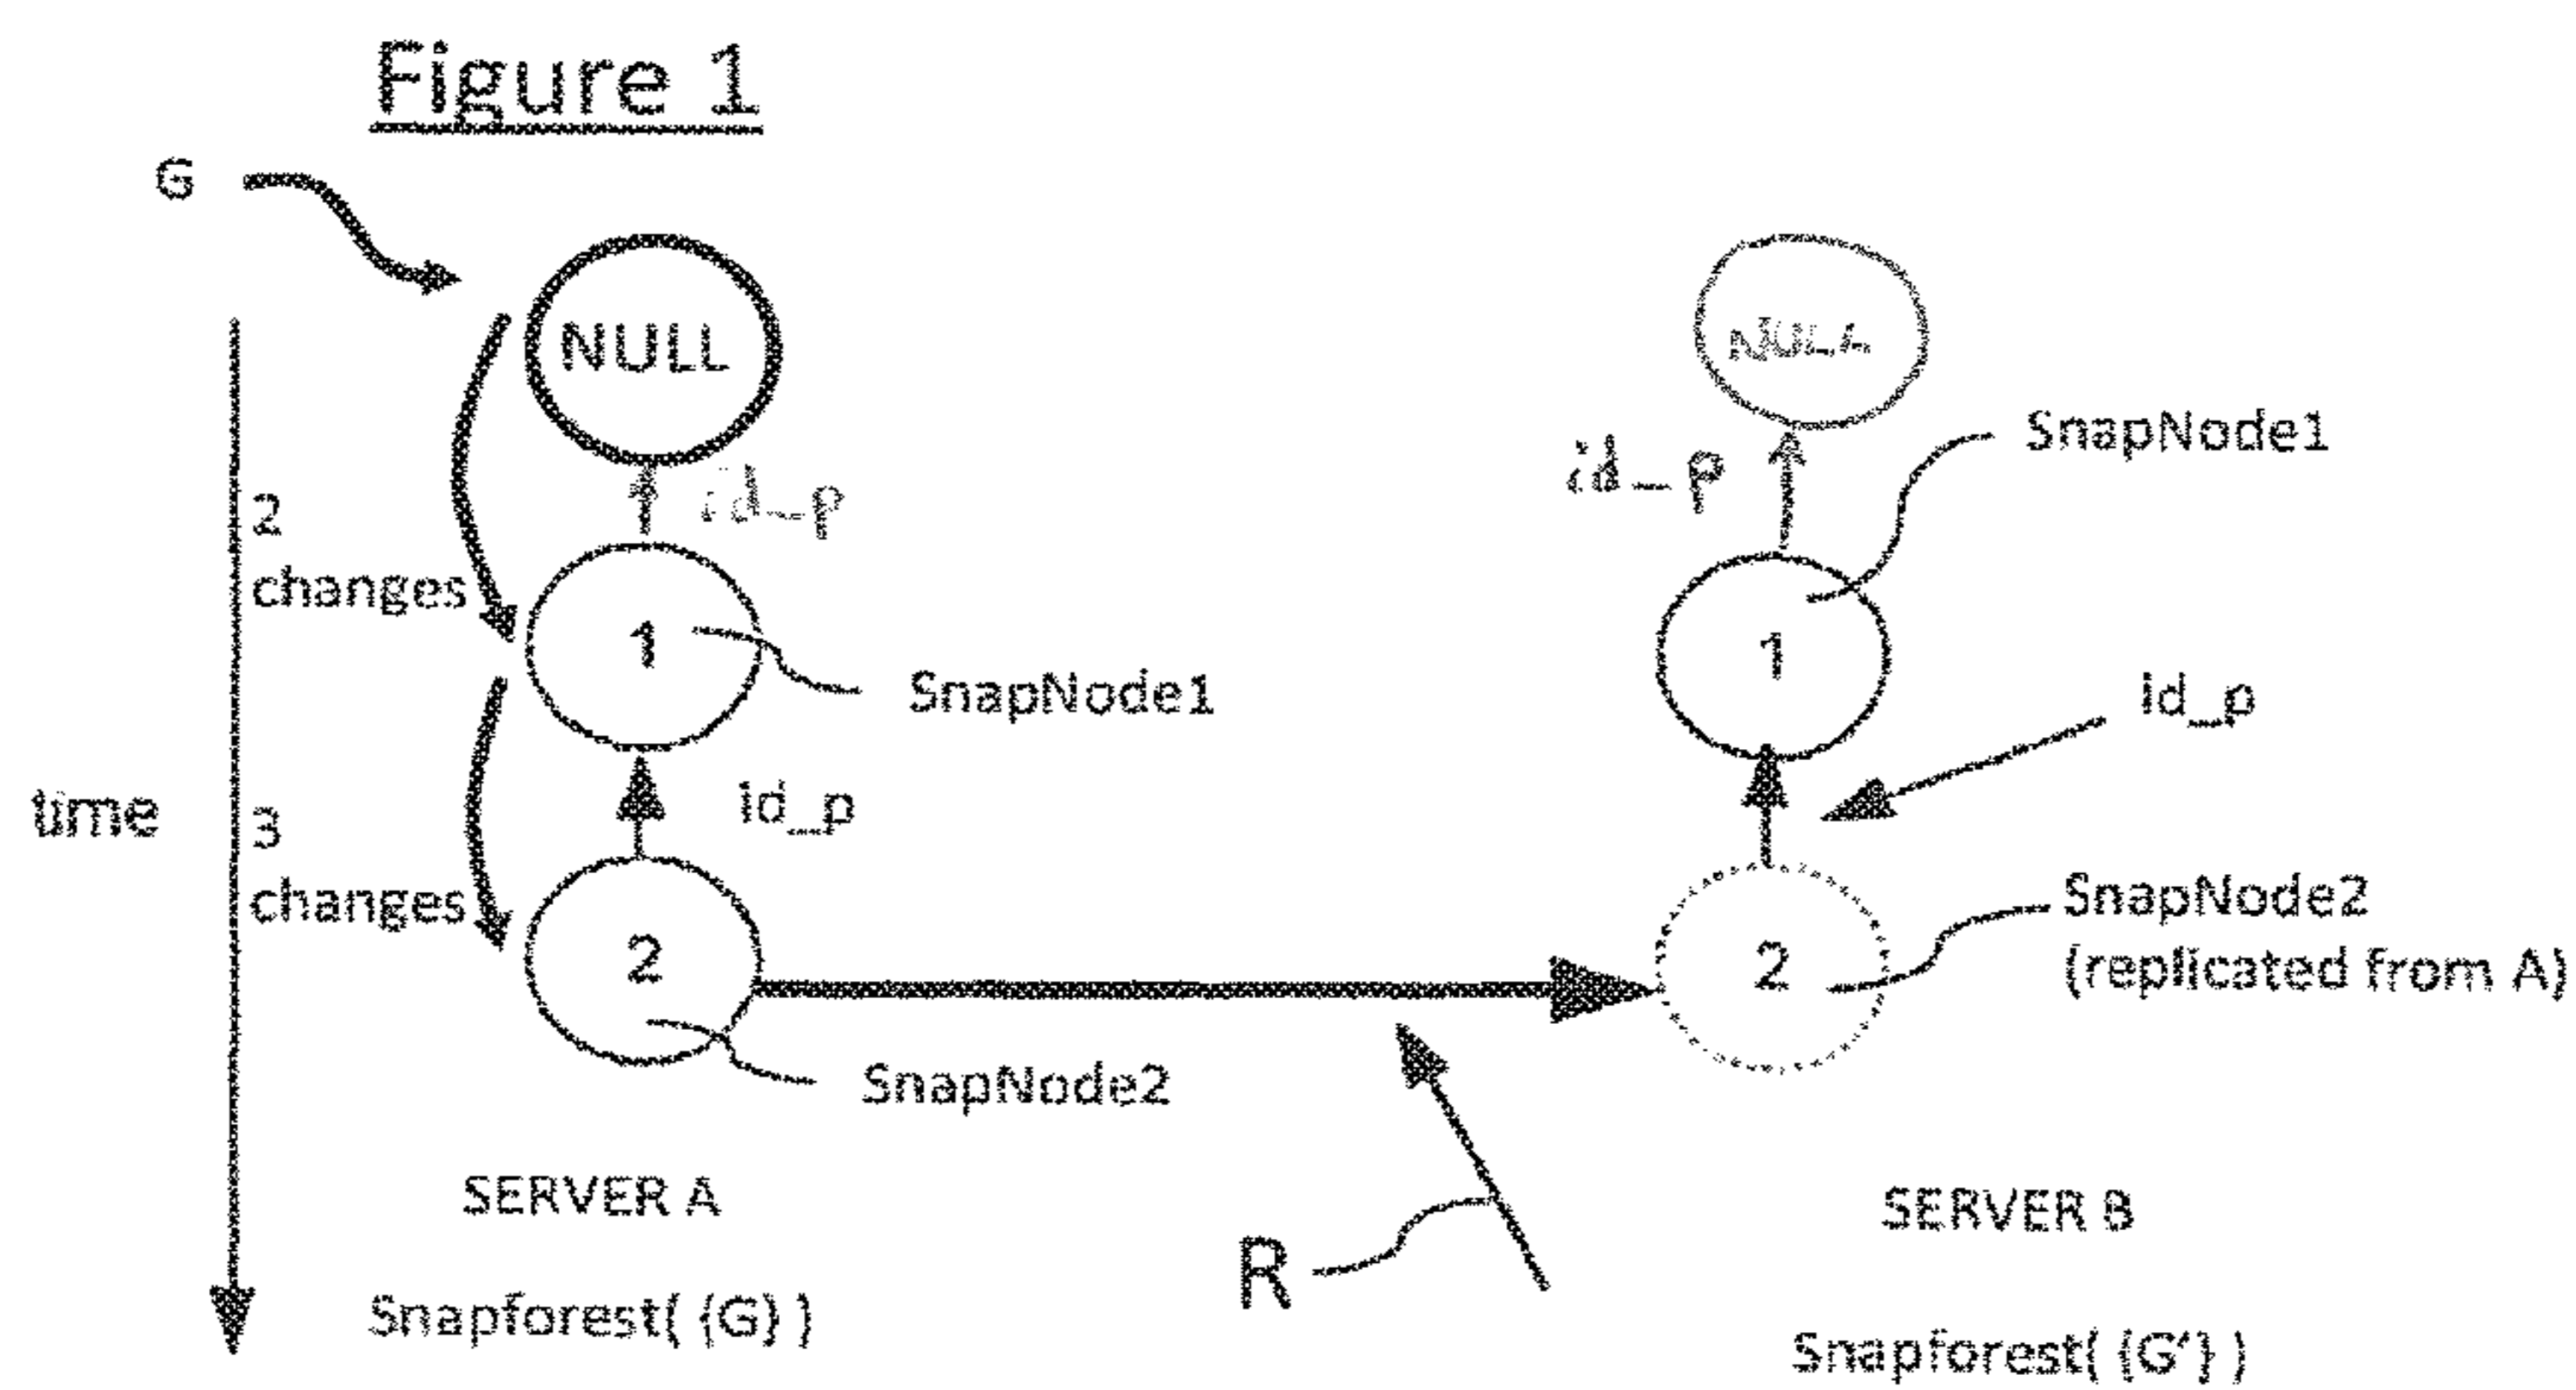 Figure 1
G
NULL
id_p
2
changes
1
SnapNode1
time
id_p
3
changes
2
SnapNode2
SERVER A
Snapforest( {G} )
R
id_p
SnapNode1
1
id_p
SnapNode2
(replicated from A)
2
SERVER B
Snapforest( {G'} )